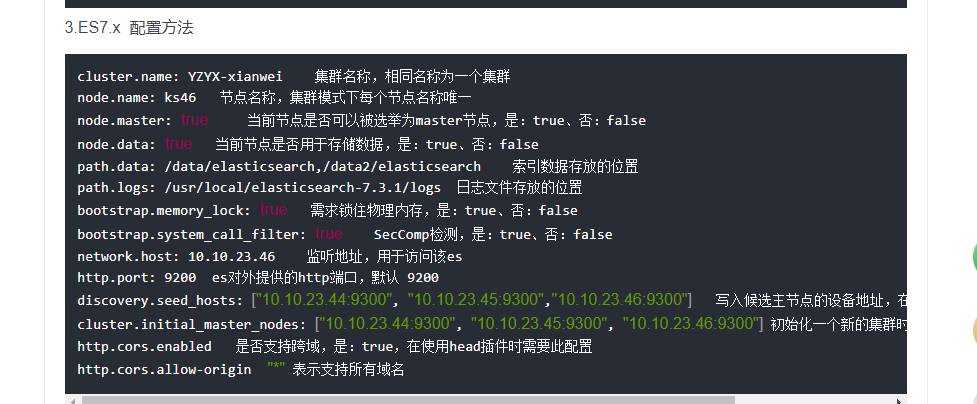 3.ES7.x 配置方法
cluster.name: YZYX-xianwei 集群名称，相同名称为一个集群
node.name: ks46 节点名称，集群模式下每个节点名称唯一
node.master: true 当前节点是否可以被选举为master节点，是：true、否：false
node.data: true 当前节点是否用于存储数据，是：true、否：false
path.data: /data/elasticsearch,/data2/elasticsearch 索引数据存放的位置
path.logs: /usr/local/elasticsearch-7.3.1/logs 日志文件存放的位置
bootstrap.memory_lock: true 需求锁住物理内存，是：true、否：false
bootstrap.system_call_filter: true SecComp检测，是：true、否：false
network.host: 10.10.23.46 监听地址，用于访问该es
http.port: 9200 es对外提供的http端口，默认 9200
discovery.seed_hosts: ["10.10.23.44:9300", "10.10.23.45:9300","10.10.23.46:9300"] 写入候选主节点的设备地址，在
cluster.initial_master_nodes: ["10.10.23.44:9300", "10.10.23.45:9300", "10.10.23.46:9300"] 初始化一个新的集群时
http.cors.enabled 是否支持跨域，是：true，在使用head插件时需要此配置
http.cors.allow-origin "*" 表示支持所有域名